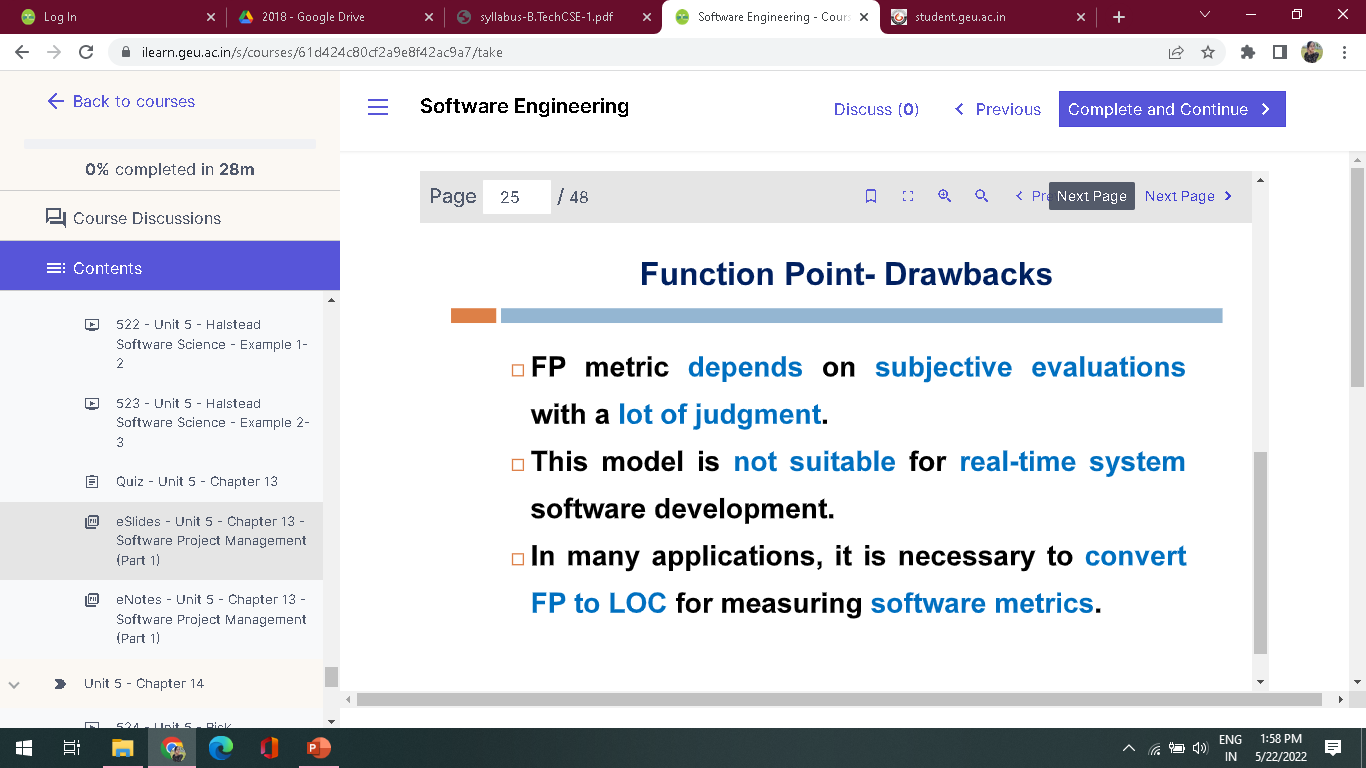 Log In
2018 - Google Drive
syllabus-B.TechCSE-1.pdf
Software Engineering - Cour
student.geu.ac.in
ilearn.geu.ac.in/s/courses/61d424c80cf2a9e8f42ac9a7/take
Back to courses
0% completed in 28m
Course Discussions
Contents
522 - Unit 5 - Halstead
Software Science - Example 1-
2
523 - Unit 5 - Halstead
Software Science - Example 2-
3
Quiz - Unit 5 - Chapter 13
eSlides - Unit 5 - Chapter 13 -
Software Project Management
(Part 1)
eNotes - Unit 5 - Chapter 13 -
Software Project Management
(Part 1)
Unit 5 - Chapter 14
524 - Unit 5 - Risk
Software Engineering
Discuss (0)
Previous
Complete and Continue
Page 25 / 48
Pre
Next Page
Next Page
Function Point- Drawbacks
FP metric depends on subjective evaluations
with a lot of judgment.
This model is not suitable for real-time system
software development.
In many applications, it is necessary to convert
FP to LOC for measuring software metrics.
ENG
IN
1:58 PM
5/22/2022